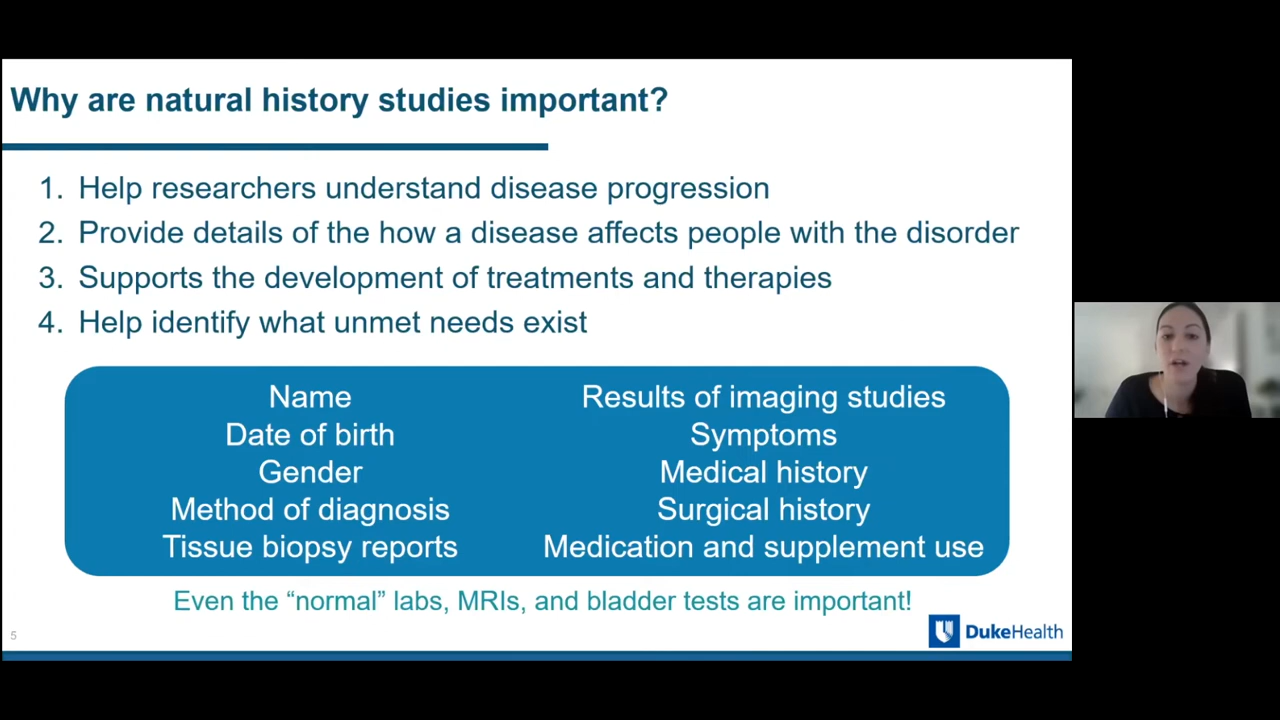 Why are natural history studies important?
1. Help researchers understand disease progression
2. Provide details of the how a disease affects people with the disorder
3. Supports the development of treatments and therapies
4. Help identify what unmet needs exist
Name
Date of birth
Gender
Method of diagnosis
Tissue biopsy reports
Results of imaging studies
Symptoms
Medical history
Surgical history
Medication and supplement use
Even the “normal” labs, MRIs, and bladder tests are important!
5
DukeHealth